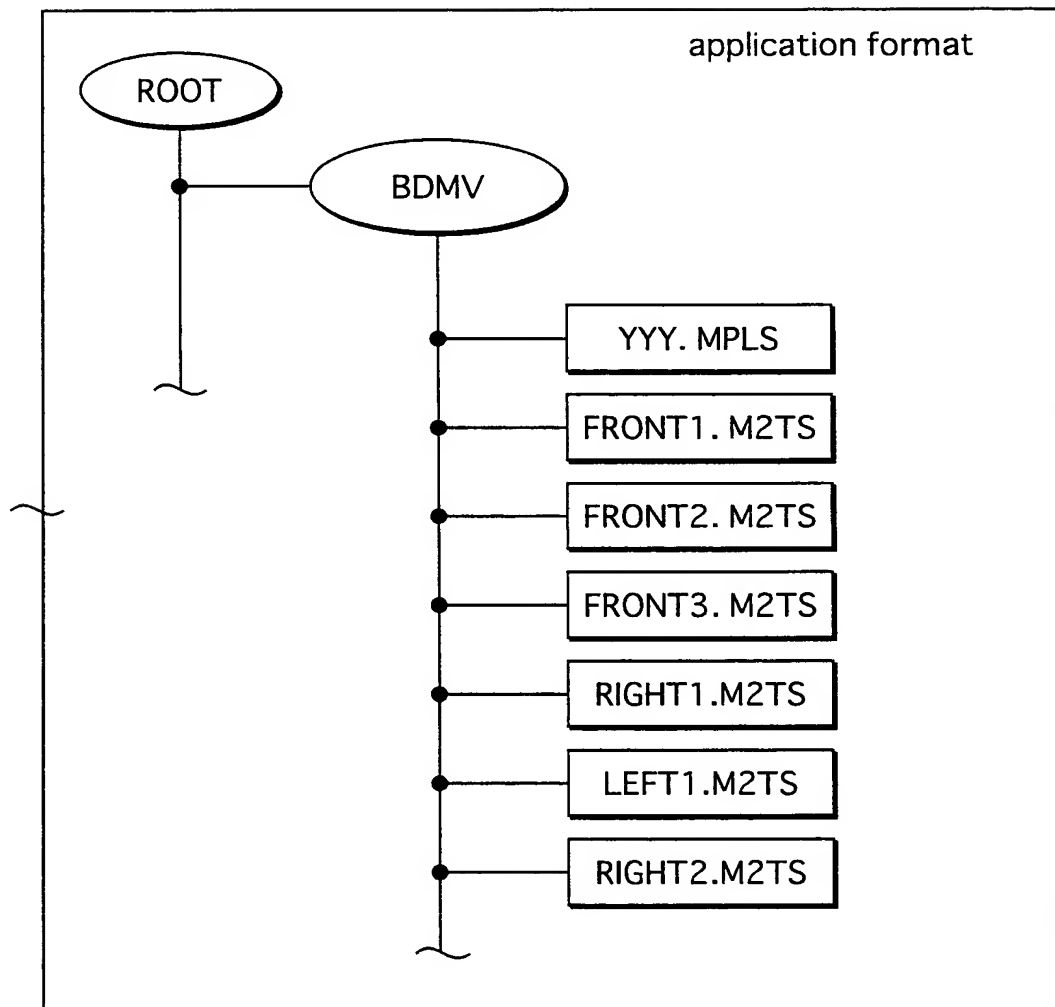 application format
ROOT
BDMV
YYY. MPLS
FRONT1. M2TS
FRONT2. M2TS
FRONT3. M2TS
RIGHT1.M2TS
LEFT1.M2TS
RIGHT2.M2TS